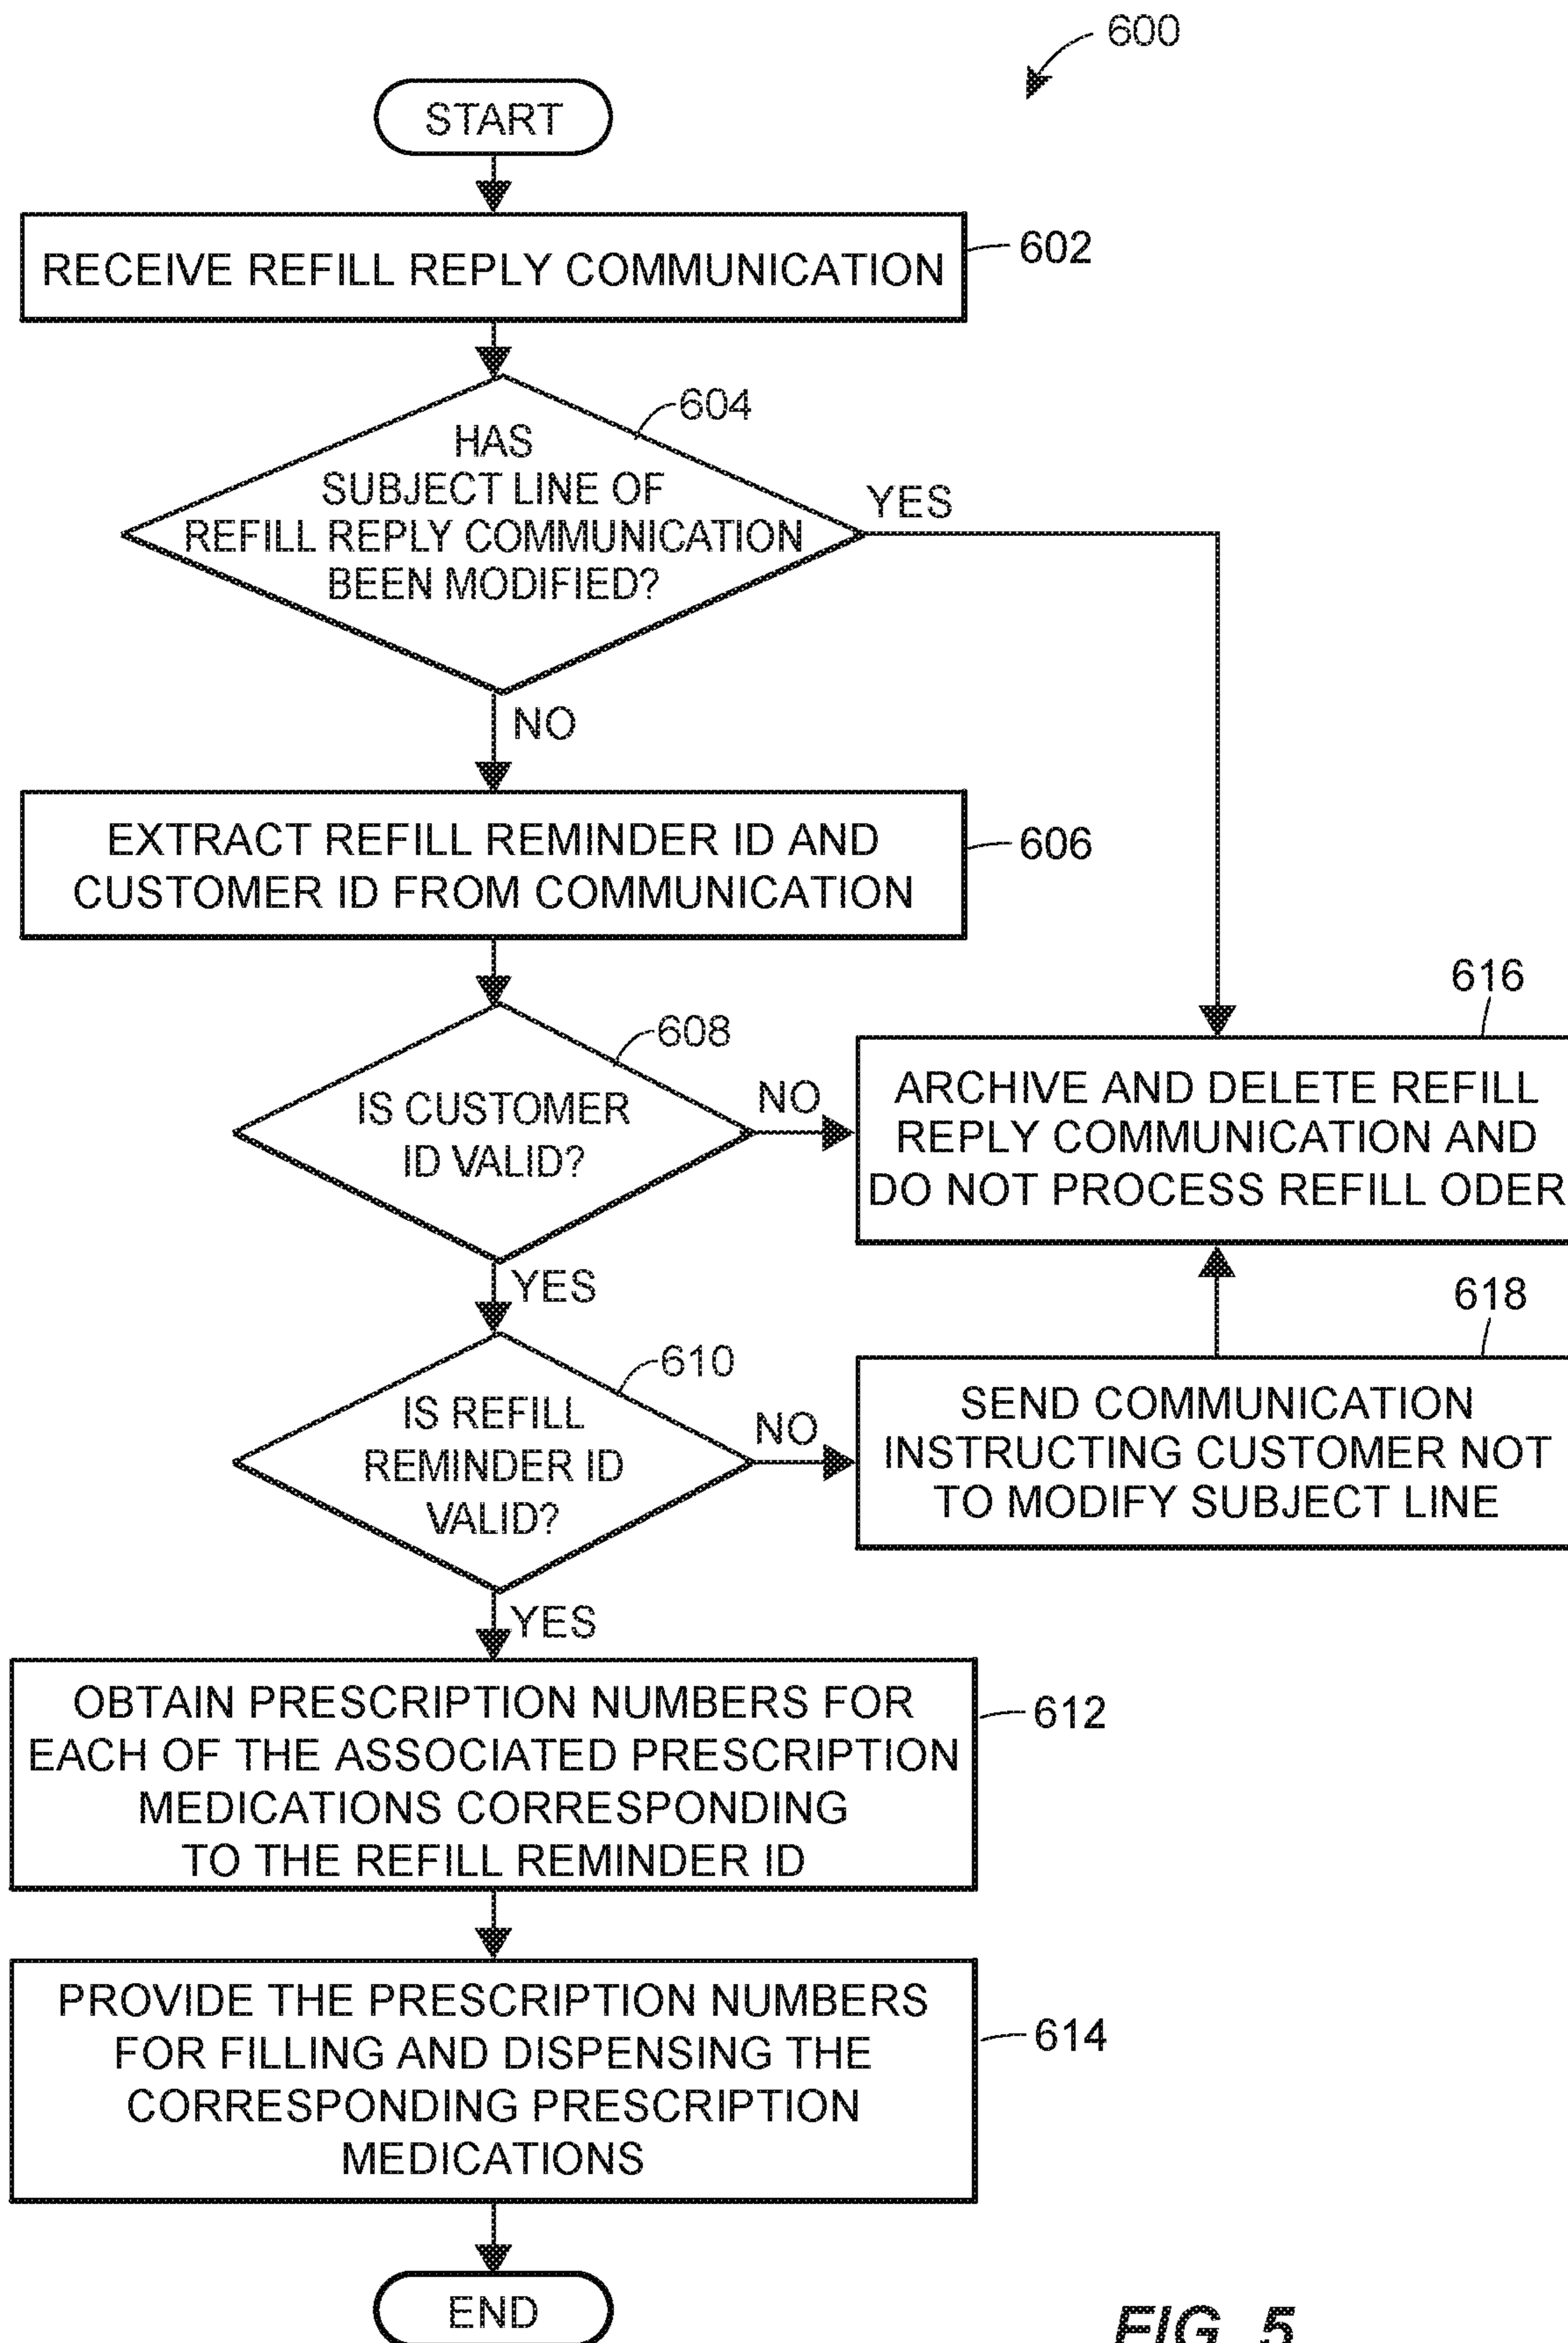 600
START
RECEIVE REFILL REPLY COMMUNICATION
602
604
HAS
SUBJECT LINE OF
REFILL REPLY COMMUNICATION
BEEN MODIFIED?
YES
NO
EXTRACT REFILL REMINDER ID AND
CUSTOMER ID FROM COMMUNICATION
606
608
IS CUSTOMER
ID VALID?
NO
616
ARCHIVE AND DELETE REFILL
REPLY COMMUNICATION AND
DO NOT PROCESS REFILL ODER
YES
610
IS REFILL
REMINDER ID
VALID?
NO
618
SEND COMMUNICATION
INSTRUCTING CUSTOMER NOT
TO MODIFY SUBJECT LINE
YES
OBTAIN PRESCRIPTION NUMBERS FOR
EACH OF THE ASSOCIATED PRESCRIPTION
MEDICATIONS CORRESPONDING
TO THE REFILL REMINDER ID
612
PROVIDE THE PRESCRIPTION NUMBERS
FOR FILLING AND DISPENSING THE
CORRESPONDING PRESCRIPTION
MEDICATIONS
614
END
FIG. 5